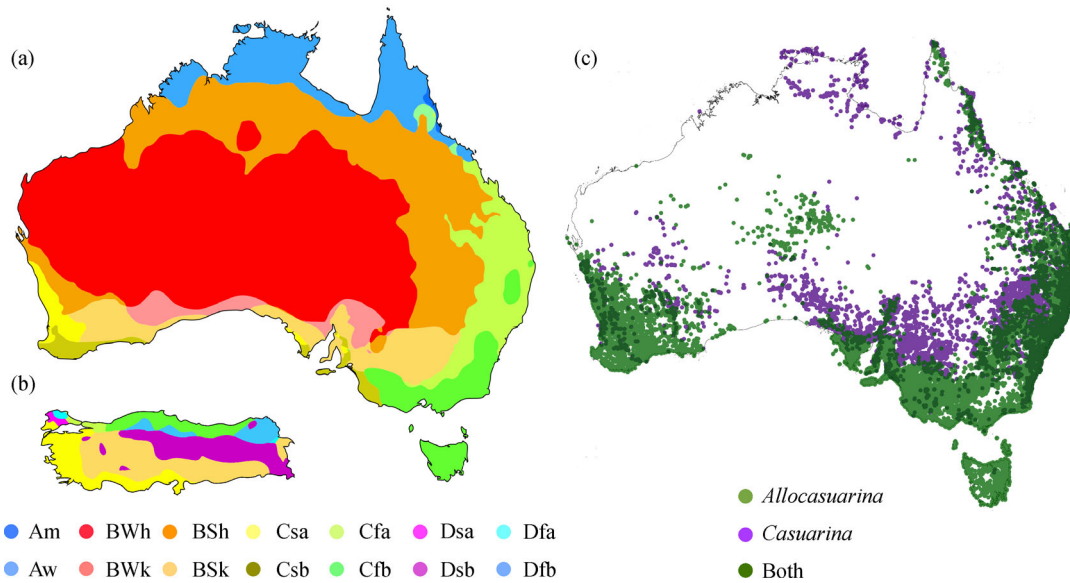 (a)
(c)
(b)
Am BWh BSh Csa Cfa Dsa Dfa
Aw BWk BSk Csb Cfb Dsb Dfb
Allocasuarina
Casuarina
Both